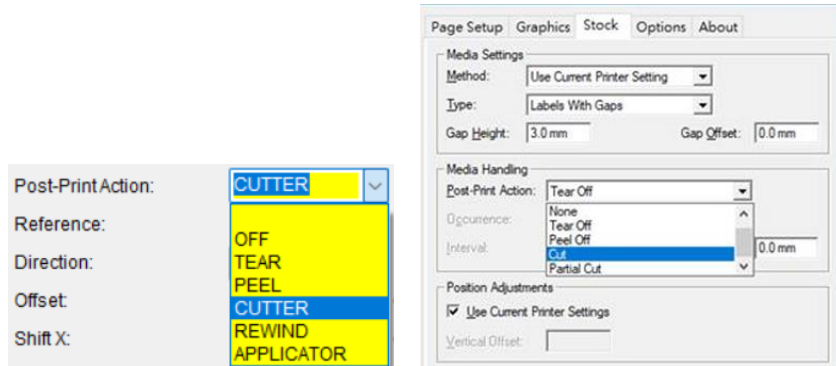 Post-Print Action: CUTTER
Reference:
OFF
Direction:
TEAR
PEEL
Offset:
CUTTER
Shift X:
REWIND
APPLICATOR
Page Setup Graphics Stock Options About
Media Settings
Method: Use Current Printer Setting
Type: Labels With Gaps
Gap Height: 3.0 mm Gap Offset: 0.0 mm
Media Handling
Post-Print Action: Tear Off
Occurrence: None
Tear Off
Peel Off
Interval: Cut 0.0 mm
Partial Cut
Position Adjustments
Use Current Printer Settings
Vertical Offset: